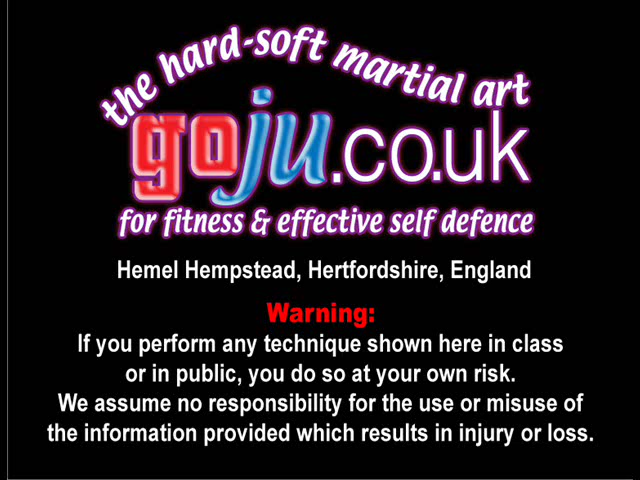 the hard-soft martial art
goju.co.uk
for fitness & effective self defence
Hemel Hempstead, Hertfordshire, England
Warning:
If you perform any technique shown here in class
or in public, you do so at your own risk.
We assume no responsibility for the use or misuse of
the information provided which results in injury or loss.